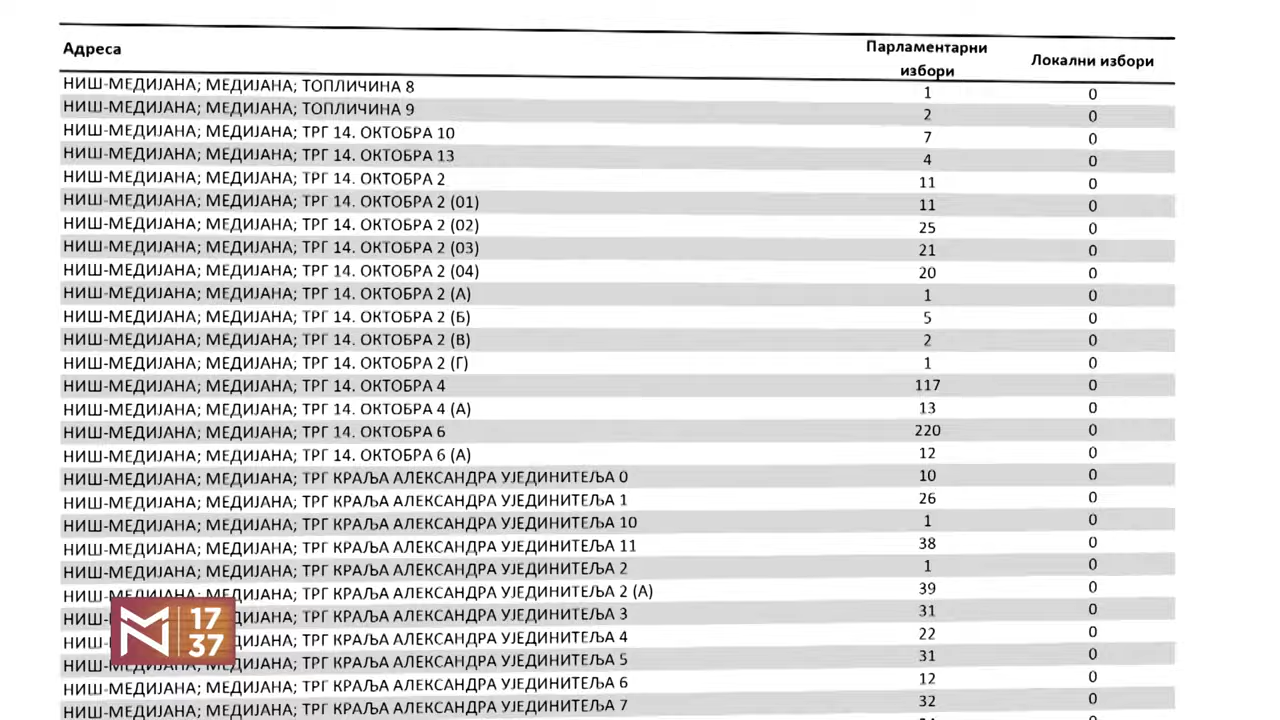 Адреса Парламентарни избори Локални избори
НИШ-МЕДИЈАНА; МЕДИЈАНА; ТОПЛИЧИНА 8 1 0
НИШ-МЕДИЈАНА; МЕДИЈАНА; ТОПЛИЧИНА 9 2 0
НИШ-МЕДИЈАНА; МЕДИЈАНА; ТРГ 14. ОКТОБРА 10 7 0
НИШ-МЕДИЈАНА; МЕДИЈАНА; ТРГ 14. ОКТОБРА 13 4 0
НИШ-МЕДИЈАНА; МЕДИЈАНА; ТРГ 14. ОКТОБРА 2 11 0
НИШ-МЕДИЈАНА; МЕДИЈАНА; ТРГ 14. ОКТОБРА 2 (01) 11 0
НИШ-МЕДИЈАНА; МЕДИЈАНА; ТРГ 14. ОКТОБРА 2 (02) 25 0
НИШ-МЕДИЈАНА; МЕДИЈАНА; ТРГ 14. ОКТОБРА 2 (03) 21 0
НИШ-МЕДИЈАНА; МЕДИЈАНА; ТРГ 14. ОКТОБРА 2 (04) 20 0
НИШ-МЕДИЈАНА; МЕДИЈАНА; ТРГ 14. ОКТОБРА 2 (А) 1 0
НИШ-МЕДИЈАНА; МЕДИЈАНА; ТРГ 14. ОКТОБРА 2 (Б) 5 0
НИШ-МЕДИЈАНА; МЕДИЈАНА; ТРГ 14. ОКТОБРА 2 (В) 2 0
НИШ-МЕДИЈАНА; МЕДИЈАНА; ТРГ 14. ОКТОБРА 2 (Г) 1 0
НИШ-МЕДИЈАНА; МЕДИЈАНА; ТРГ 14. ОКТОБРА 4 117 0
НИШ-МЕДИЈАНА; МЕДИЈАНА; ТРГ 14. ОКТОБРА 4 (А) 13 0
НИШ-МЕДИЈАНА; МЕДИЈАНА; ТРГ 14. ОКТОБРА 6 220 0
НИШ-МЕДИЈАНА; МЕДИЈАНА; ТРГ 14. ОКТОБРА 6 (А) 12 0
НИШ-МЕДИЈАНА; МЕДИЈАНА; ТРГ КРАЉА АЛЕКСАНДРА УЈЕДИНИТЕЉА 0 10 0
НИШ-МЕДИЈАНА; МЕДИЈАНА; ТРГ КРАЉА АЛЕКСАНДРА УЈЕДИНИТЕЉА 1 26 0
НИШ-МЕДИЈАНА; МЕДИЈАНА; ТРГ КРАЉА АЛЕКСАНДРА УЈЕДИНИТЕЉА 10 1 0
НИШ-МЕДИЈАНА; МЕДИЈАНА; ТРГ КРАЉА АЛЕКСАНДРА УЈЕДИНИТЕЉА 11 38 0
НИШ-МЕДИЈАНА; МЕДИЈАНА; ТРГ КРАЉА АЛЕКСАНДРА УЈЕДИНИТЕЉА 2 1 0
НИШ-МЕДИЈАНА; МЕДИЈАНА; ТРГ КРАЉА АЛЕКСАНДРА УЈЕДИНИТЕЉА 2 (А) 39 0
ТРГ КРАЉА АЛЕКСАНДРА УЈЕДИНИТЕЉА 3 31 0
ТРГ КРАЉА АЛЕКСАНДРА УЈЕДИНИТЕЉА 4 22 0
ТРГ КРАЉА АЛЕКСАНДРА УЈЕДИНИТЕЉА 5 31 0
НИШ-МЕДИЈАНА; МЕДИЈАНА; ТРГ КРАЉА АЛЕКСАНДРА УЈЕДИНИТЕЉА 6 12 0
НИШ-МЕДИЈАНА; МЕДИЈАНА; ТРГ КРАЉА АЛЕКСАНДРА УЈЕДИНИТЕЉА 7 32 0
17
37